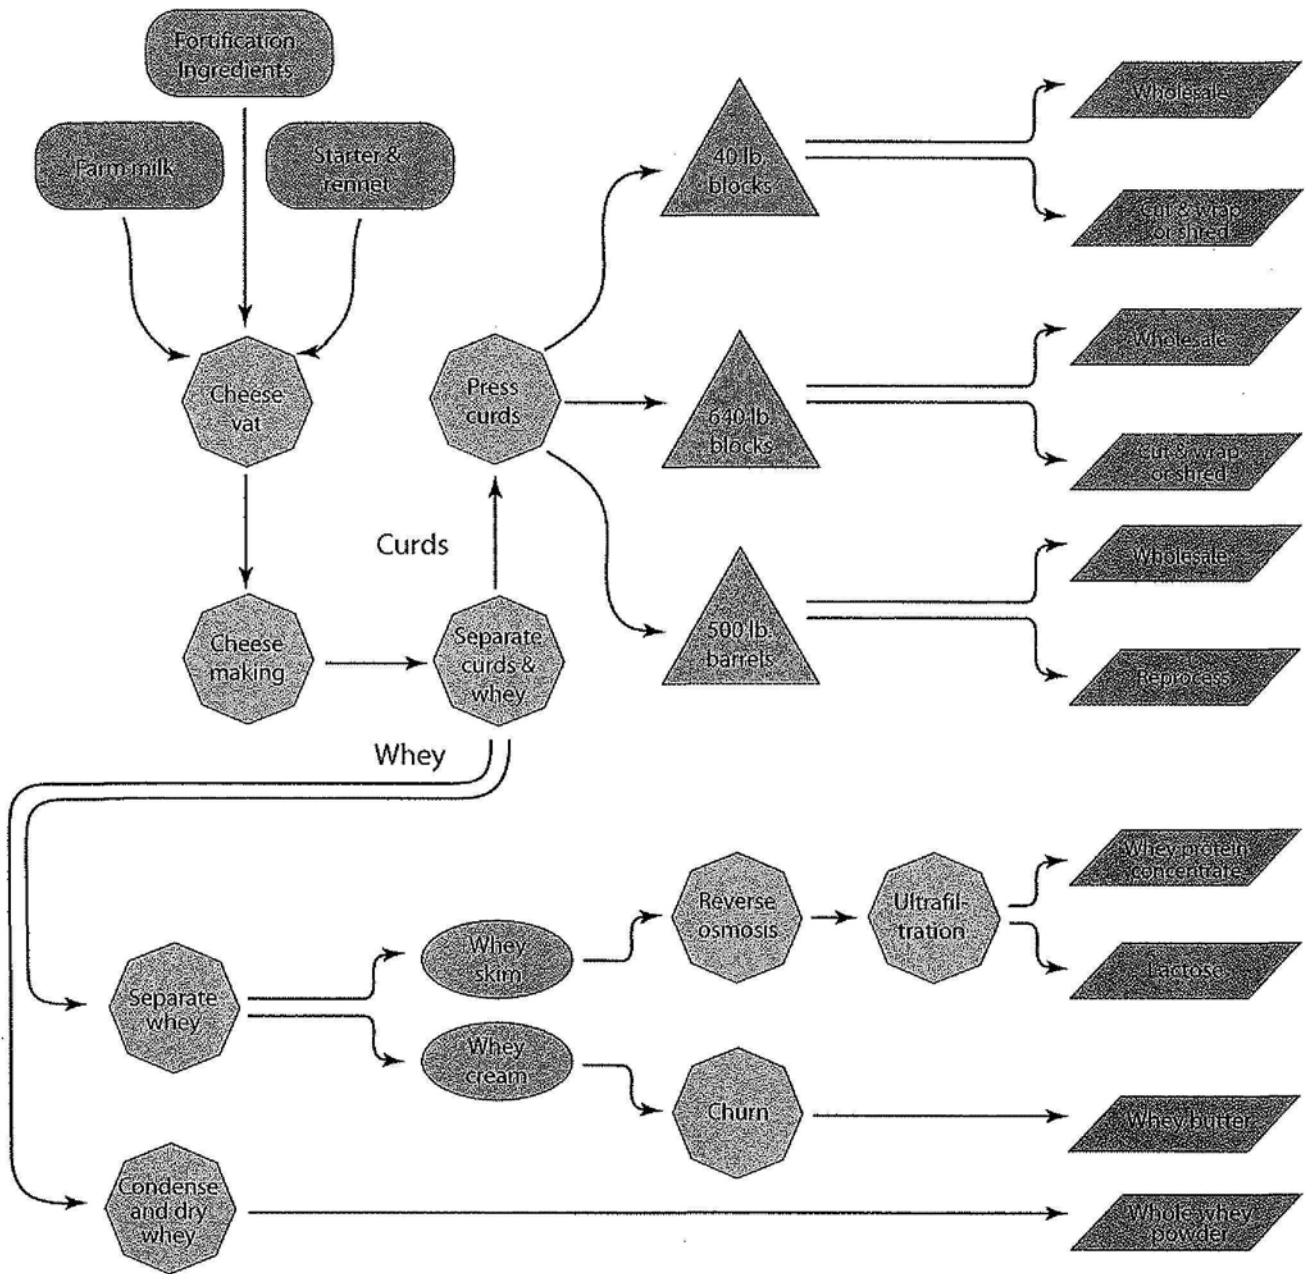 Fortification
Ingredients
Farm milk
Starter &
rennet
Cheese
vat
Cheese
making
Curds
Separate
curds &
whey
Press
curds
40 lb.
blocks
Wholesale
Cut & wrap
or shred
640 lb.
blocks
Wholesale
Cut & wrap
or shred
500 lb.
barrels
Wholesale
Reprocess
Whey
Separate
whey
Whey
skim
Reverse
osmosis
Ultrafil-
tration
Whey protein
concentrate
Lactose
Whey
cream
Churn
Whey butter
Condense
and dry
whey
Whole whey
powder